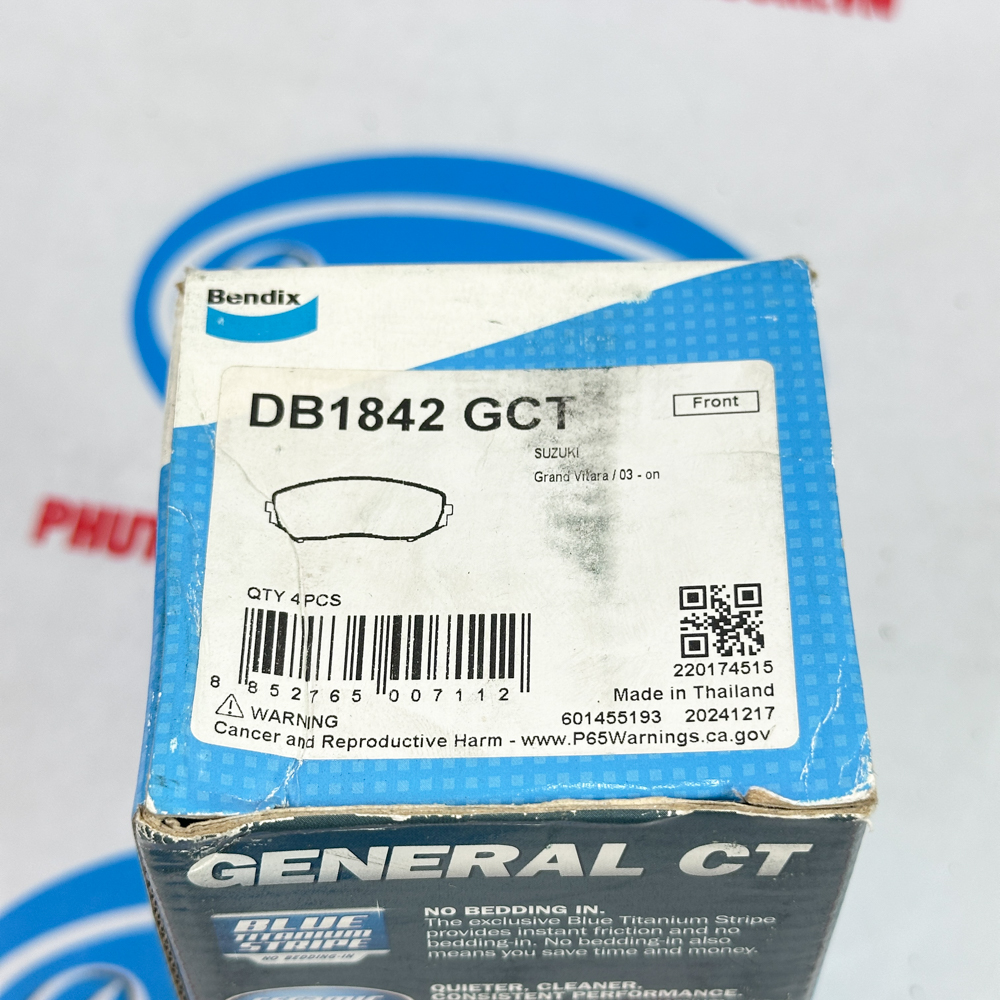 Bendix
DB1842 GCT
Front
SUZUKI
Grand Vitara / 03 - on
QTY 4PCS
8 852765 007112
220174515
Made in Thailand
WARNING
601455193 20241217
Cancer and Reproductive Harm - www.P65Warnings.ca.gov
GENERAL CT
BLUE
TITANIUM
STRIPE
NO BEDDING-IN
NO BEDDING IN.
The exclusive Blue Titanium Stripe
provides instant friction and no
bedding-in. No bedding-in also
means you save time and money.
QUIETER, CLEANER,
CONSISTENT PERFORMANCE.
CERAMIC
PHUT